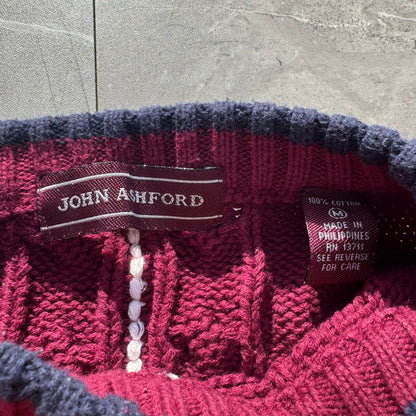 JOHN ASHFORD
100% COTTON
M
MADE IN
PHILIPPINES
RN 13711
SEE REVERSE
FOR CARE